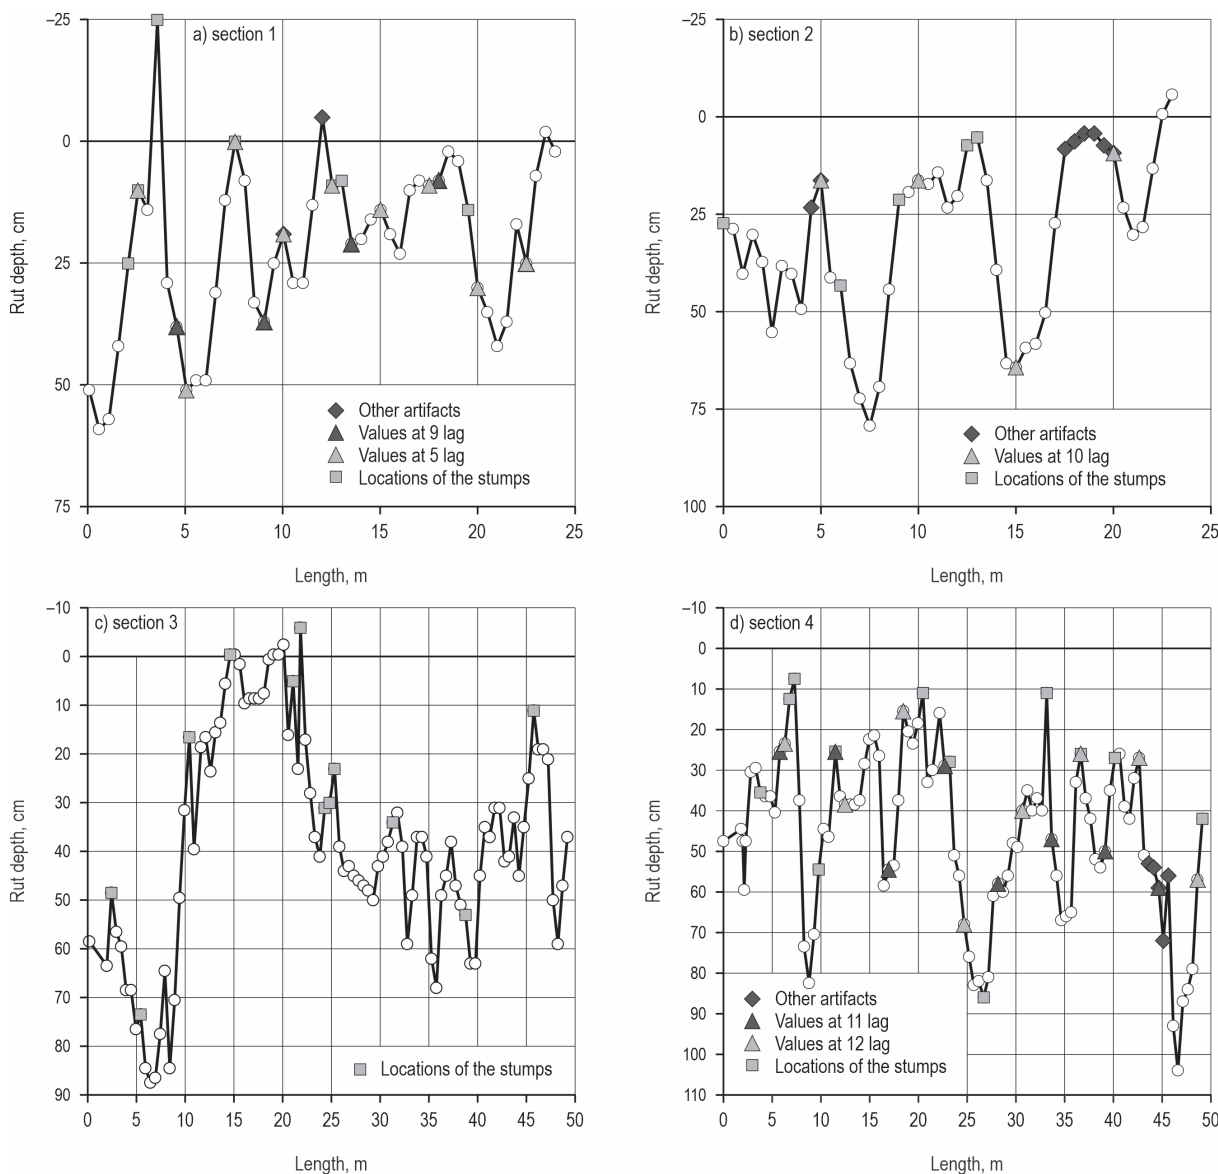 a) section 1
–25
0
25
50
75
Rut depth, cm
Other artifacts
Values at 9 lag
Values at 5 lag
Locations of the stumps
0 5 10 15 20 25
Length, m
b) section 2
–25
0
25
50
75
100
Rut depth, cm
Other artifacts
Values at 10 lag
Locations of the stumps
0 5 10 15 20 25
Length, m
c) section 3
–10
0
10
20
30
40
50
60
70
80
90
Rut depth, cm
Locations of the stumps
0 5 10 15 20 25 30 35 40 45 50
Length, m
d) section 4
–10
0
10
20
30
40
50
60
70
80
90
100
110
Rut depth, cm
Other artifacts
Values at 11 lag
Values at 12 lag
Locations of the stumps
0 5 10 15 20 25 30 35 40 45 50
Length, m